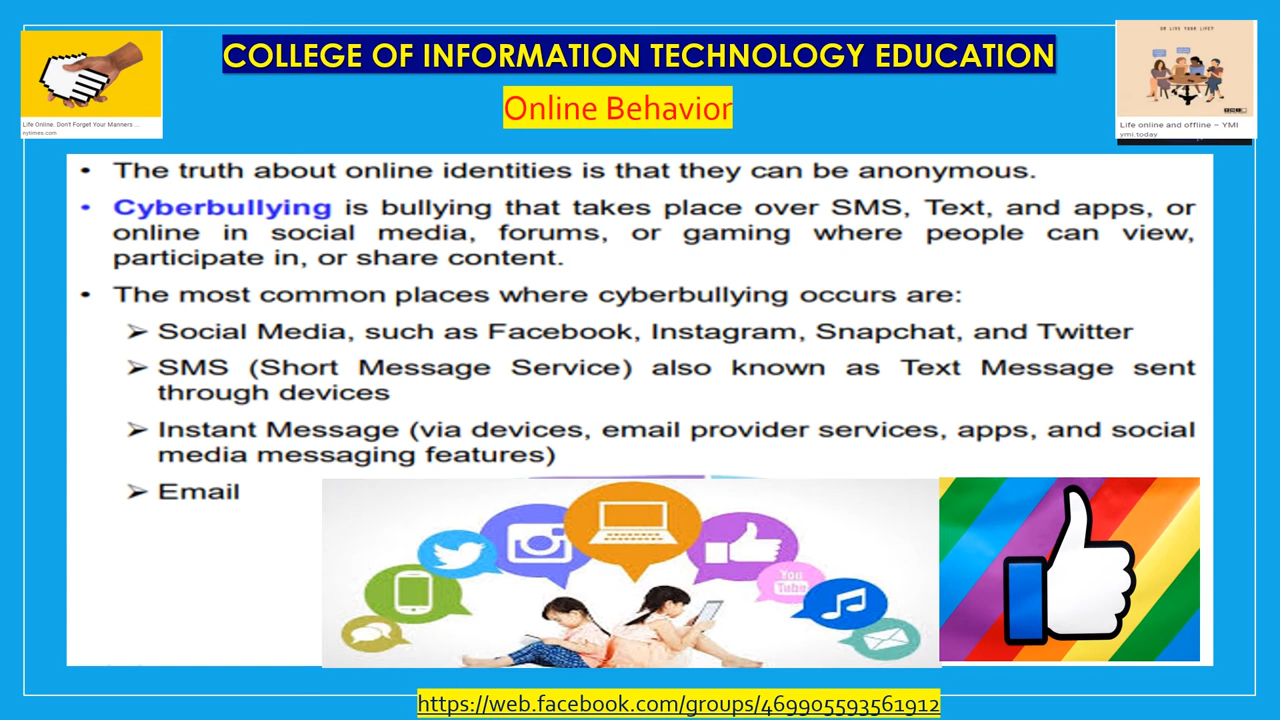 OR LIVE YOUR LIFE?
COLLEGE OF INFORMATION TECHNOLOGY EDUCATION
Online Behavior
Life Online. Don't Forget Your Manners ...
nytimes.com
Life online and offline – YMI
ymi.today
• The truth about online identities is that they can be anonymous.
• Cyberbullying is bullying that takes place over SMS, Text, and apps, or
online in social media, forums, or gaming where people can view,
participate in, or share content.
• The most common places where cyberbullying occurs are:
➢ Social Media, such as Facebook, Instagram, Snapchat, and Twitter
➢ SMS (Short Message Service) also known as Text Message sent
through devices
➢ Instant Message (via devices, email provider services, apps, and social
media messaging features)
➢ Email
You
Tube
https://web.facebook.com/groups/469905593561912